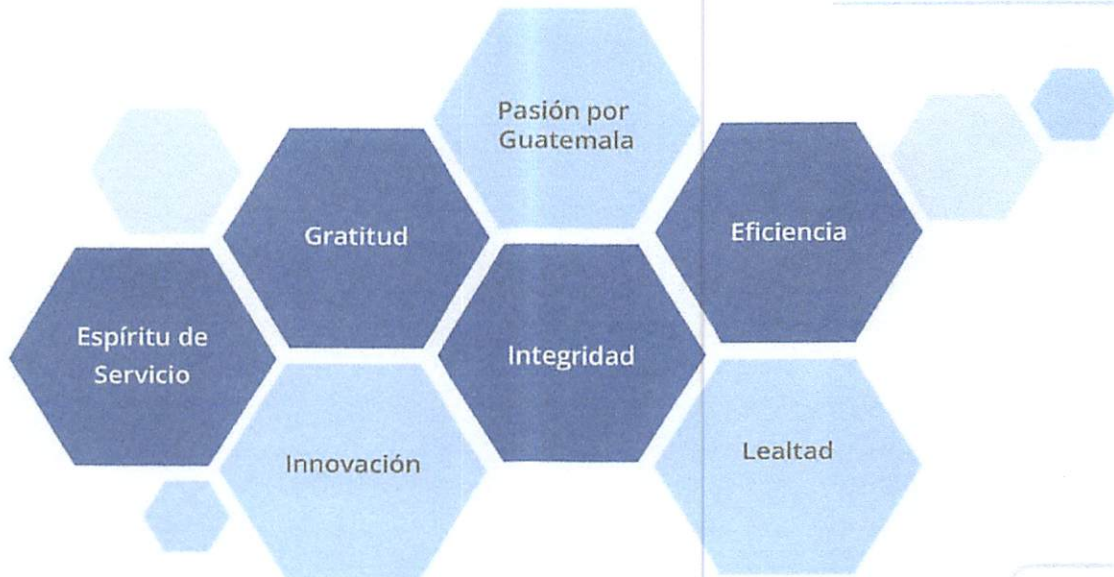 Pasión por
Guatemala
Gratitud
Eficiencia
Espíritu de
Servicio
Integridad
Innovación
Lealtad